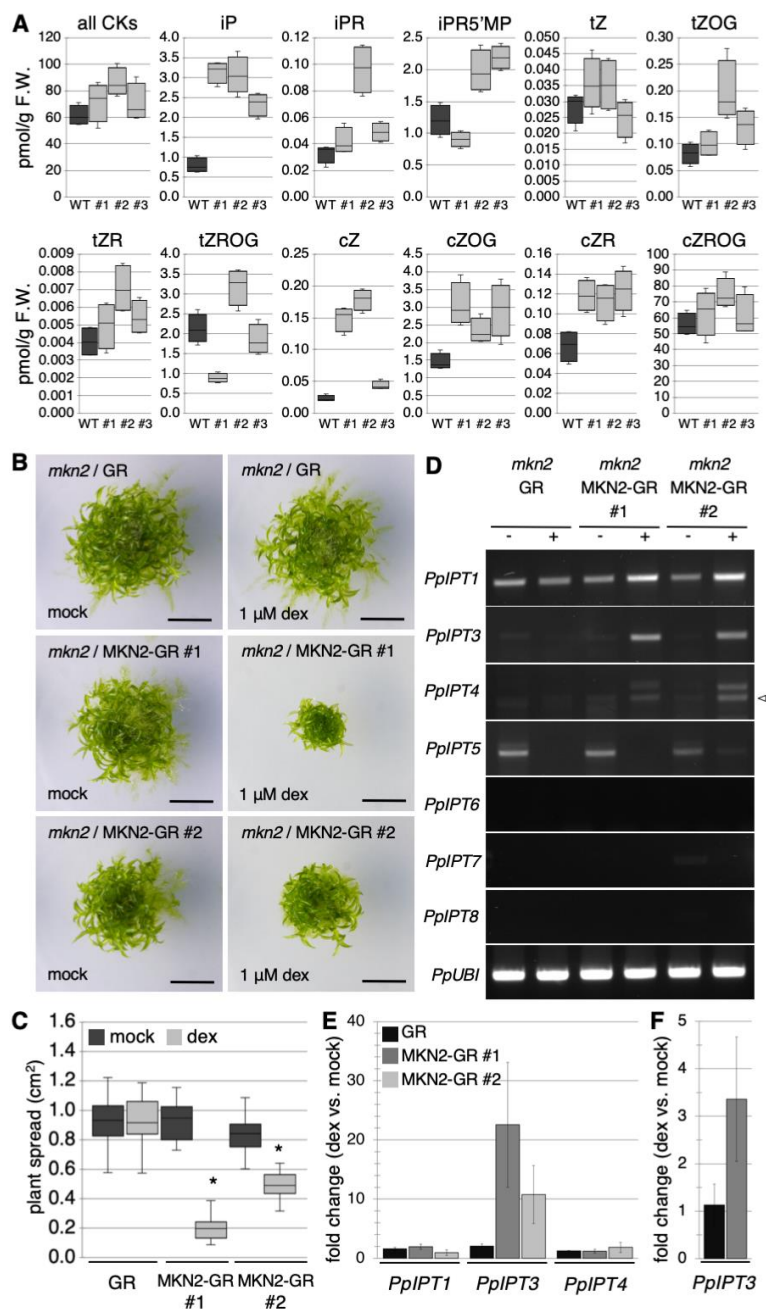 A
all CKs iP iPR iPR5'MP tZ tZOG
pmol/g F.W.
120
100
80
60
40
20
0
WT #1 #2 #3
4.0
3.5
3.0
2.5
2.0
1.5
1.0
0.5
0.0
WT #1 #2 #3
0.12
0.10
0.08
0.06
0.04
0.02
0.00
WT #1 #2 #3
2.5
2.0
1.5
1.0
0.5
0.0
WT #1 #2 #3
0.050
0.045
0.040
0.035
0.030
0.025
0.020
0.015
0.010
0.005
0.000
WT #1 #2 #3
0.30
0.25
0.20
0.15
0.10
0.05
0.00
WT #1 #2 #3
tZR tZROG cZ cZOG cZR cZROG
pmol/g F.W.
0.009
0.008
0.007
0.006
0.005
0.004
0.003
0.002
0.001
0.000
WT #1 #2 #3
4.0
3.5
3.0
2.5
2.0
1.5
1.0
0.5
0.0
WT #1 #2 #3
0.25
0.20
0.15
0.10
0.05
0.00
WT #1 #2 #3
4.5
4.0
3.5
3.0
2.5
2.0
1.5
1.0
0.5
0.0
WT #1 #2 #3
0.16
0.14
0.12
0.10
0.08
0.06
0.04
0.02
0.00
WT #1 #2 #3
100
90
80
70
60
50
40
30
20
10
0
WT #1 #2 #3
B
mkn2 / GR
mock
mkn2 / GR
1 µM dex
mkn2 / MKN2-GR #1
mock
mkn2 / MKN2-GR #1
1 µM dex
mkn2 / MKN2-GR #2
mock
mkn2 / MKN2-GR #2
1 µM dex
D
mkn2 mkn2 mkn2
GR MKN2-GR MKN2-GR
#1 #2
- + - + - +
PpIPT1
PpIPT3
PpIPT4
PpIPT5
PpIPT6
PpIPT7
PpIPT8
PpUBI
C
plant spread (cm²)
1.6
1.4
1.2
1.0
0.8
0.6
0.4
0.2
0.0
mock dex
*
*
GR MKN2-GR MKN2-GR
#1 #2
E
fold change (dex vs. mock)
40
30
20
10
0
GR
MKN2-GR #1
MKN2-GR #2
PpIPT1 PpIPT3 PpIPT4
F
fold change (dex vs. mock)
5
4
3
2
1
0
PpIPT3